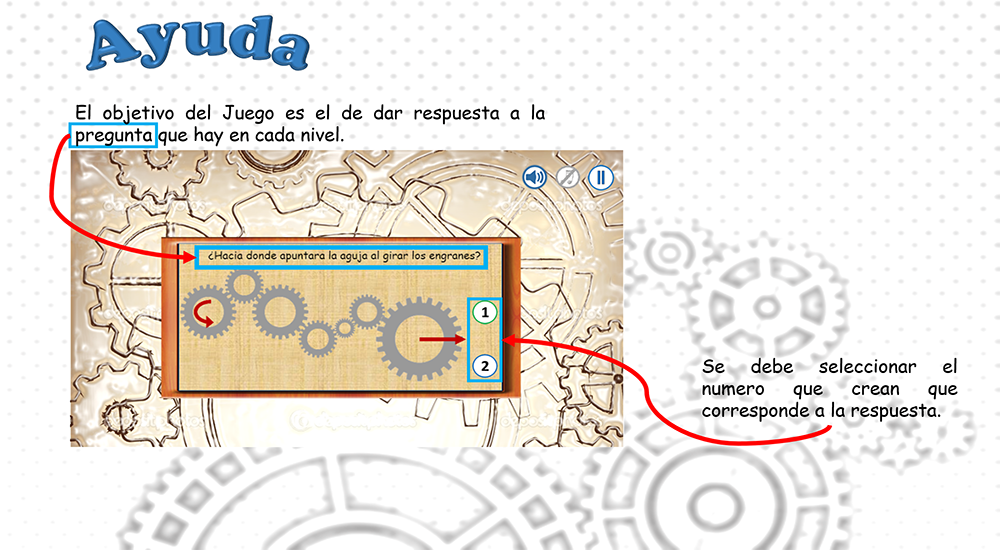 Ayuda
El objetivo del Juego es el de dar respuesta a la
pregunta que hay en cada nivel.
¿Hacia donde apuntara la aguja al girar los engranes?
1
2
Se debe seleccionar el
numero que crean que
corresponde a la respuesta.